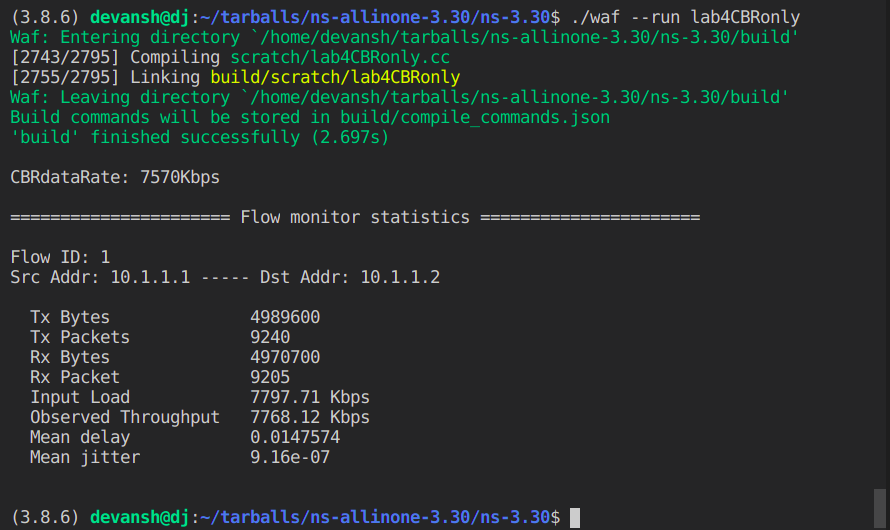 (3.8.6) devansh@dj:~/tarballs/ns-allinone-3.30/ns-3.30$ ./waf --run lab4CBRonly
Waf: Entering directory `/home/devansh/tarballs/ns-allinone-3.30/ns-3.30/build'
[2743/2795] Compiling scratch/lab4CBRonly.cc
[2755/2795] Linking build/scratch/lab4CBRonly
Waf: Leaving directory `/home/devansh/tarballs/ns-allinone-3.30/ns-3.30/build'
Build commands will be stored in build/compile_commands.json
'build' finished successfully (2.697s)
CBRdataRate: 7570Kbps
====================== Flow monitor statistics ======================
Flow ID: 1
Src Addr: 10.1.1.1 ----- Dst Addr: 10.1.1.2
Tx Bytes 4989600
Tx Packets 9240
Rx Bytes 4970700
Rx Packet 9205
Input Load 7797.71 Kbps
Observed Throughput 7768.12 Kbps
Mean delay 0.0147574
Mean jitter 9.16e-07
(3.8.6) devansh@dj:~/tarballs/ns-allinone-3.30/ns-3.30$